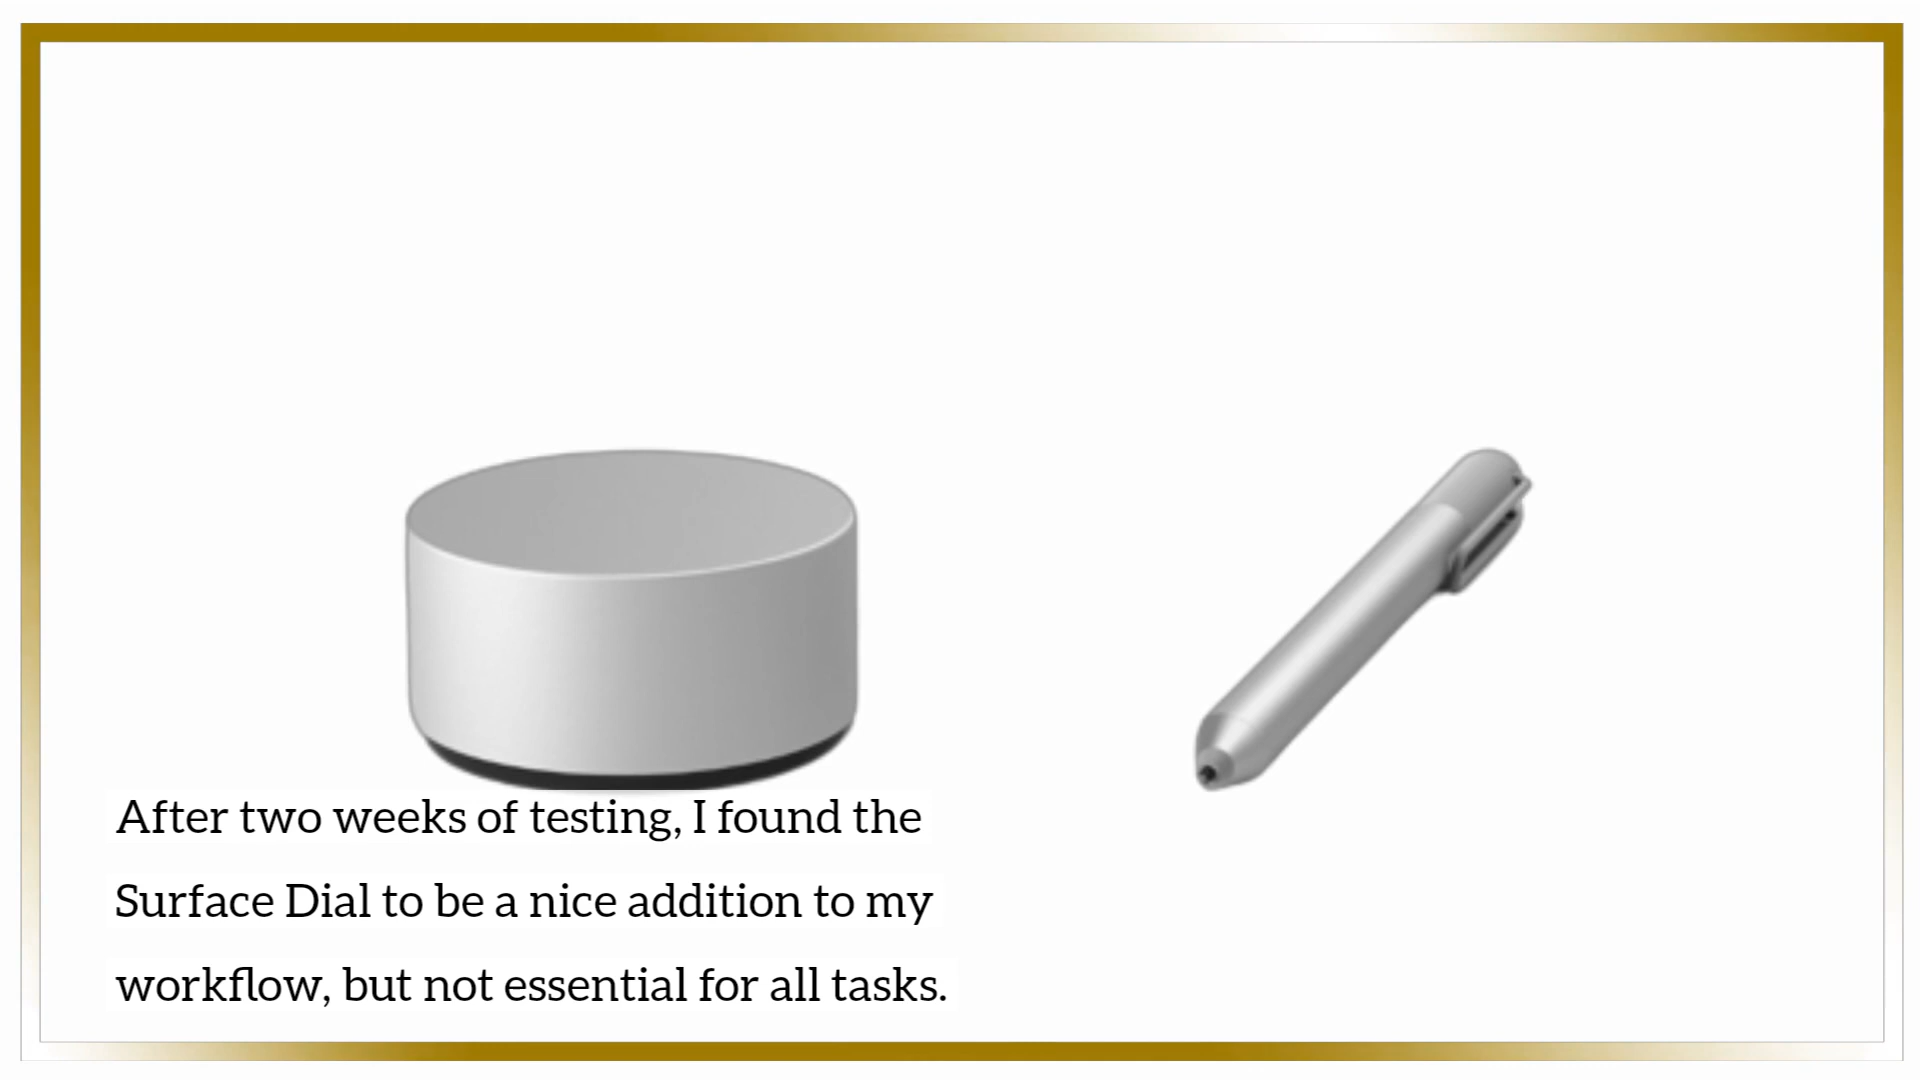 After two weeks of testing, I found the
Surface Dial to be a nice addition to my
workflow, but not essential for all tasks.